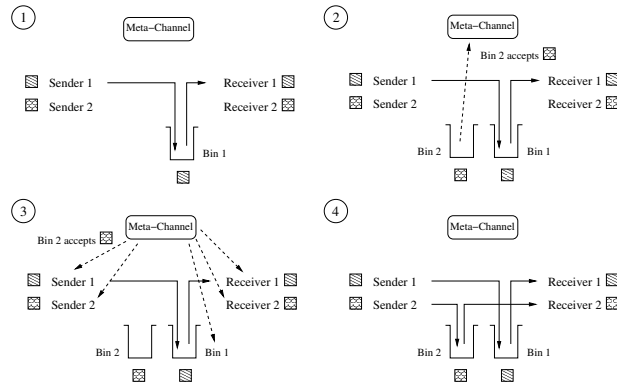 1
Meta-Channel
Sender 1
Receiver 1
Sender 2
Receiver 2
Bin 1
2
Meta-Channel
Bin 2 accepts
Sender 1
Receiver 1
Sender 2
Receiver 2
Bin 2
Bin 1
3
Meta-Channel
Bin 2 accepts
Sender 1
Receiver 1
Sender 2
Receiver 2
Bin 2
Bin 1
4
Meta-Channel
Sender 1
Receiver 1
Sender 2
Receiver 2
Bin 2
Bin 1